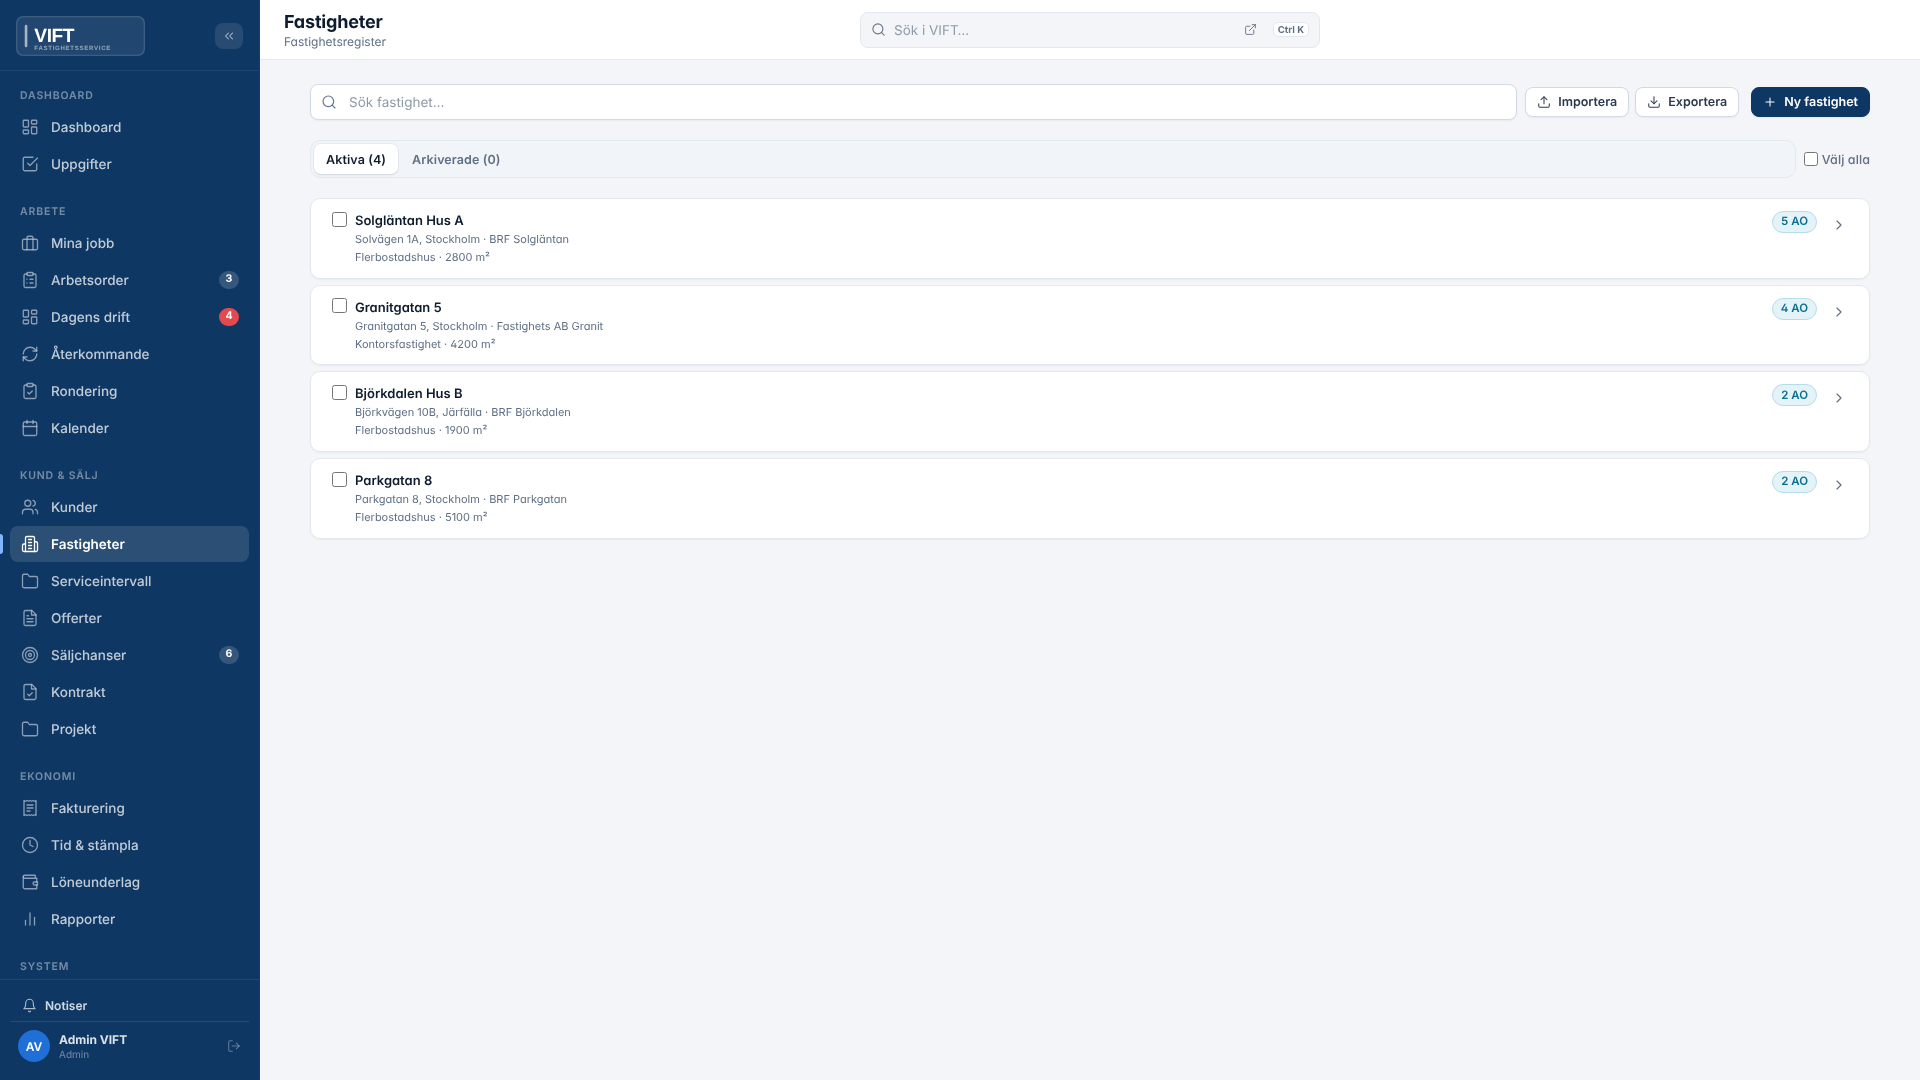 VIFT
FASTIGHETSSERVICE
DASHBOARD
Dashboard
Uppgifter
ARBETE
Mina jobb
Arbetsorder 3
Dagens drift 4
Återkommande
Rondering
Kalender
KUND & SÄLJ
Kunder
Fastigheter
Serviceintervall
Offerter
Säljchanser 6
Kontrakt
Projekt
EKONOMI
Fakturering
Tid & stämpla
Löneunderlag
Rapporter
SYSTEM
Notiser
AV
Admin VIFT
Admin
Fastigheter
Fastighetsregister
Sök i VIFT... Ctrl K
Sök fastighet... Importera Exportera Ny fastighet
Aktiva (4) Arkiverade (0) Välj alla
Solgläntan Hus A 5 AO
Solvägen 1A, Stockholm · BRF Solgläntan
Flerbostadshus · 2800 m²
Granitgatan 5 4 AO
Granitgatan 5, Stockholm · Fastighets AB Granit
Kontorsfastighet · 4200 m²
Björkdalen Hus B 2 AO
Björkvägen 10B, Järfälla · BRF Björkdalen
Flerbostadshus · 1900 m²
Parkgatan 8 2 AO
Parkgatan 8, Stockholm · BRF Parkgatan
Flerbostadshus · 5100 m²